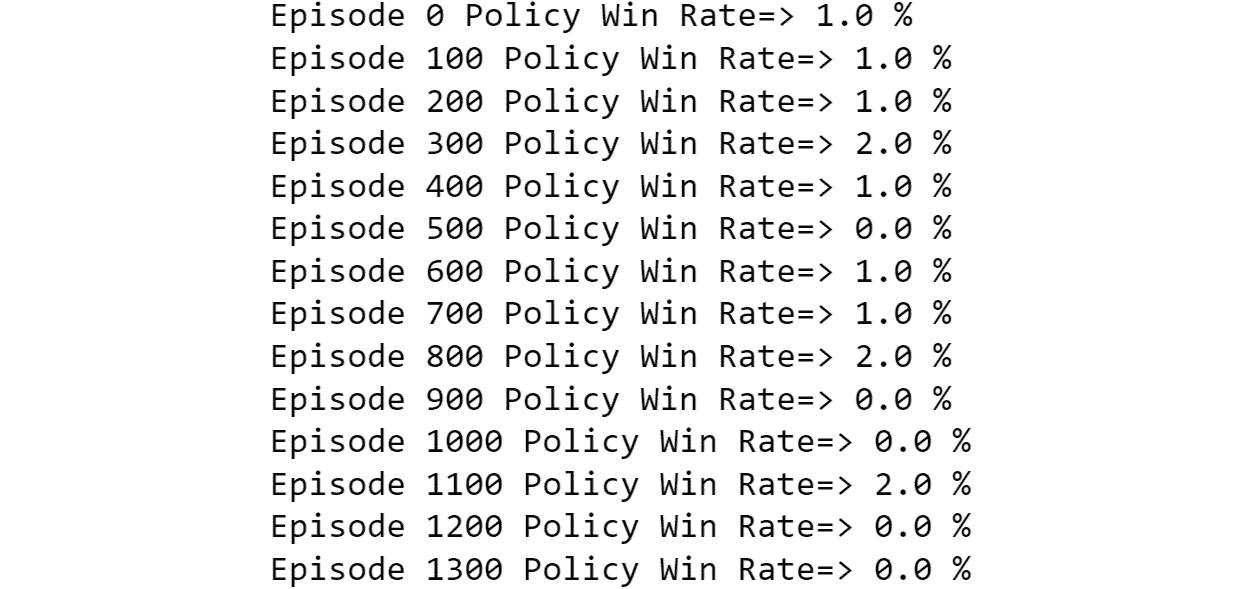 Episode 0 Policy Win Rate=> 1.0 %
Episode 100 Policy Win Rate=> 1.0 %
Episode 200 Policy Win Rate=> 1.0 %
Episode 300 Policy Win Rate=> 2.0 %
Episode 400 Policy Win Rate=> 1.0 %
Episode 500 Policy Win Rate=> 0.0 %
Episode 600 Policy Win Rate=> 1.0 %
Episode 700 Policy Win Rate=> 1.0 %
Episode 800 Policy Win Rate=> 2.0 %
Episode 900 Policy Win Rate=> 0.0 %
Episode 1000 Policy Win Rate=> 0.0 %
Episode 1100 Policy Win Rate=> 2.0 %
Episode 1200 Policy Win Rate=> 0.0 %
Episode 1300 Policy Win Rate=> 0.0 %